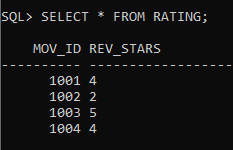 SQL> SELECT * FROM RATING;
MOV_ID REV_STARS
---------- --------------------
1001 4
1002 2
1003 5
1004 4